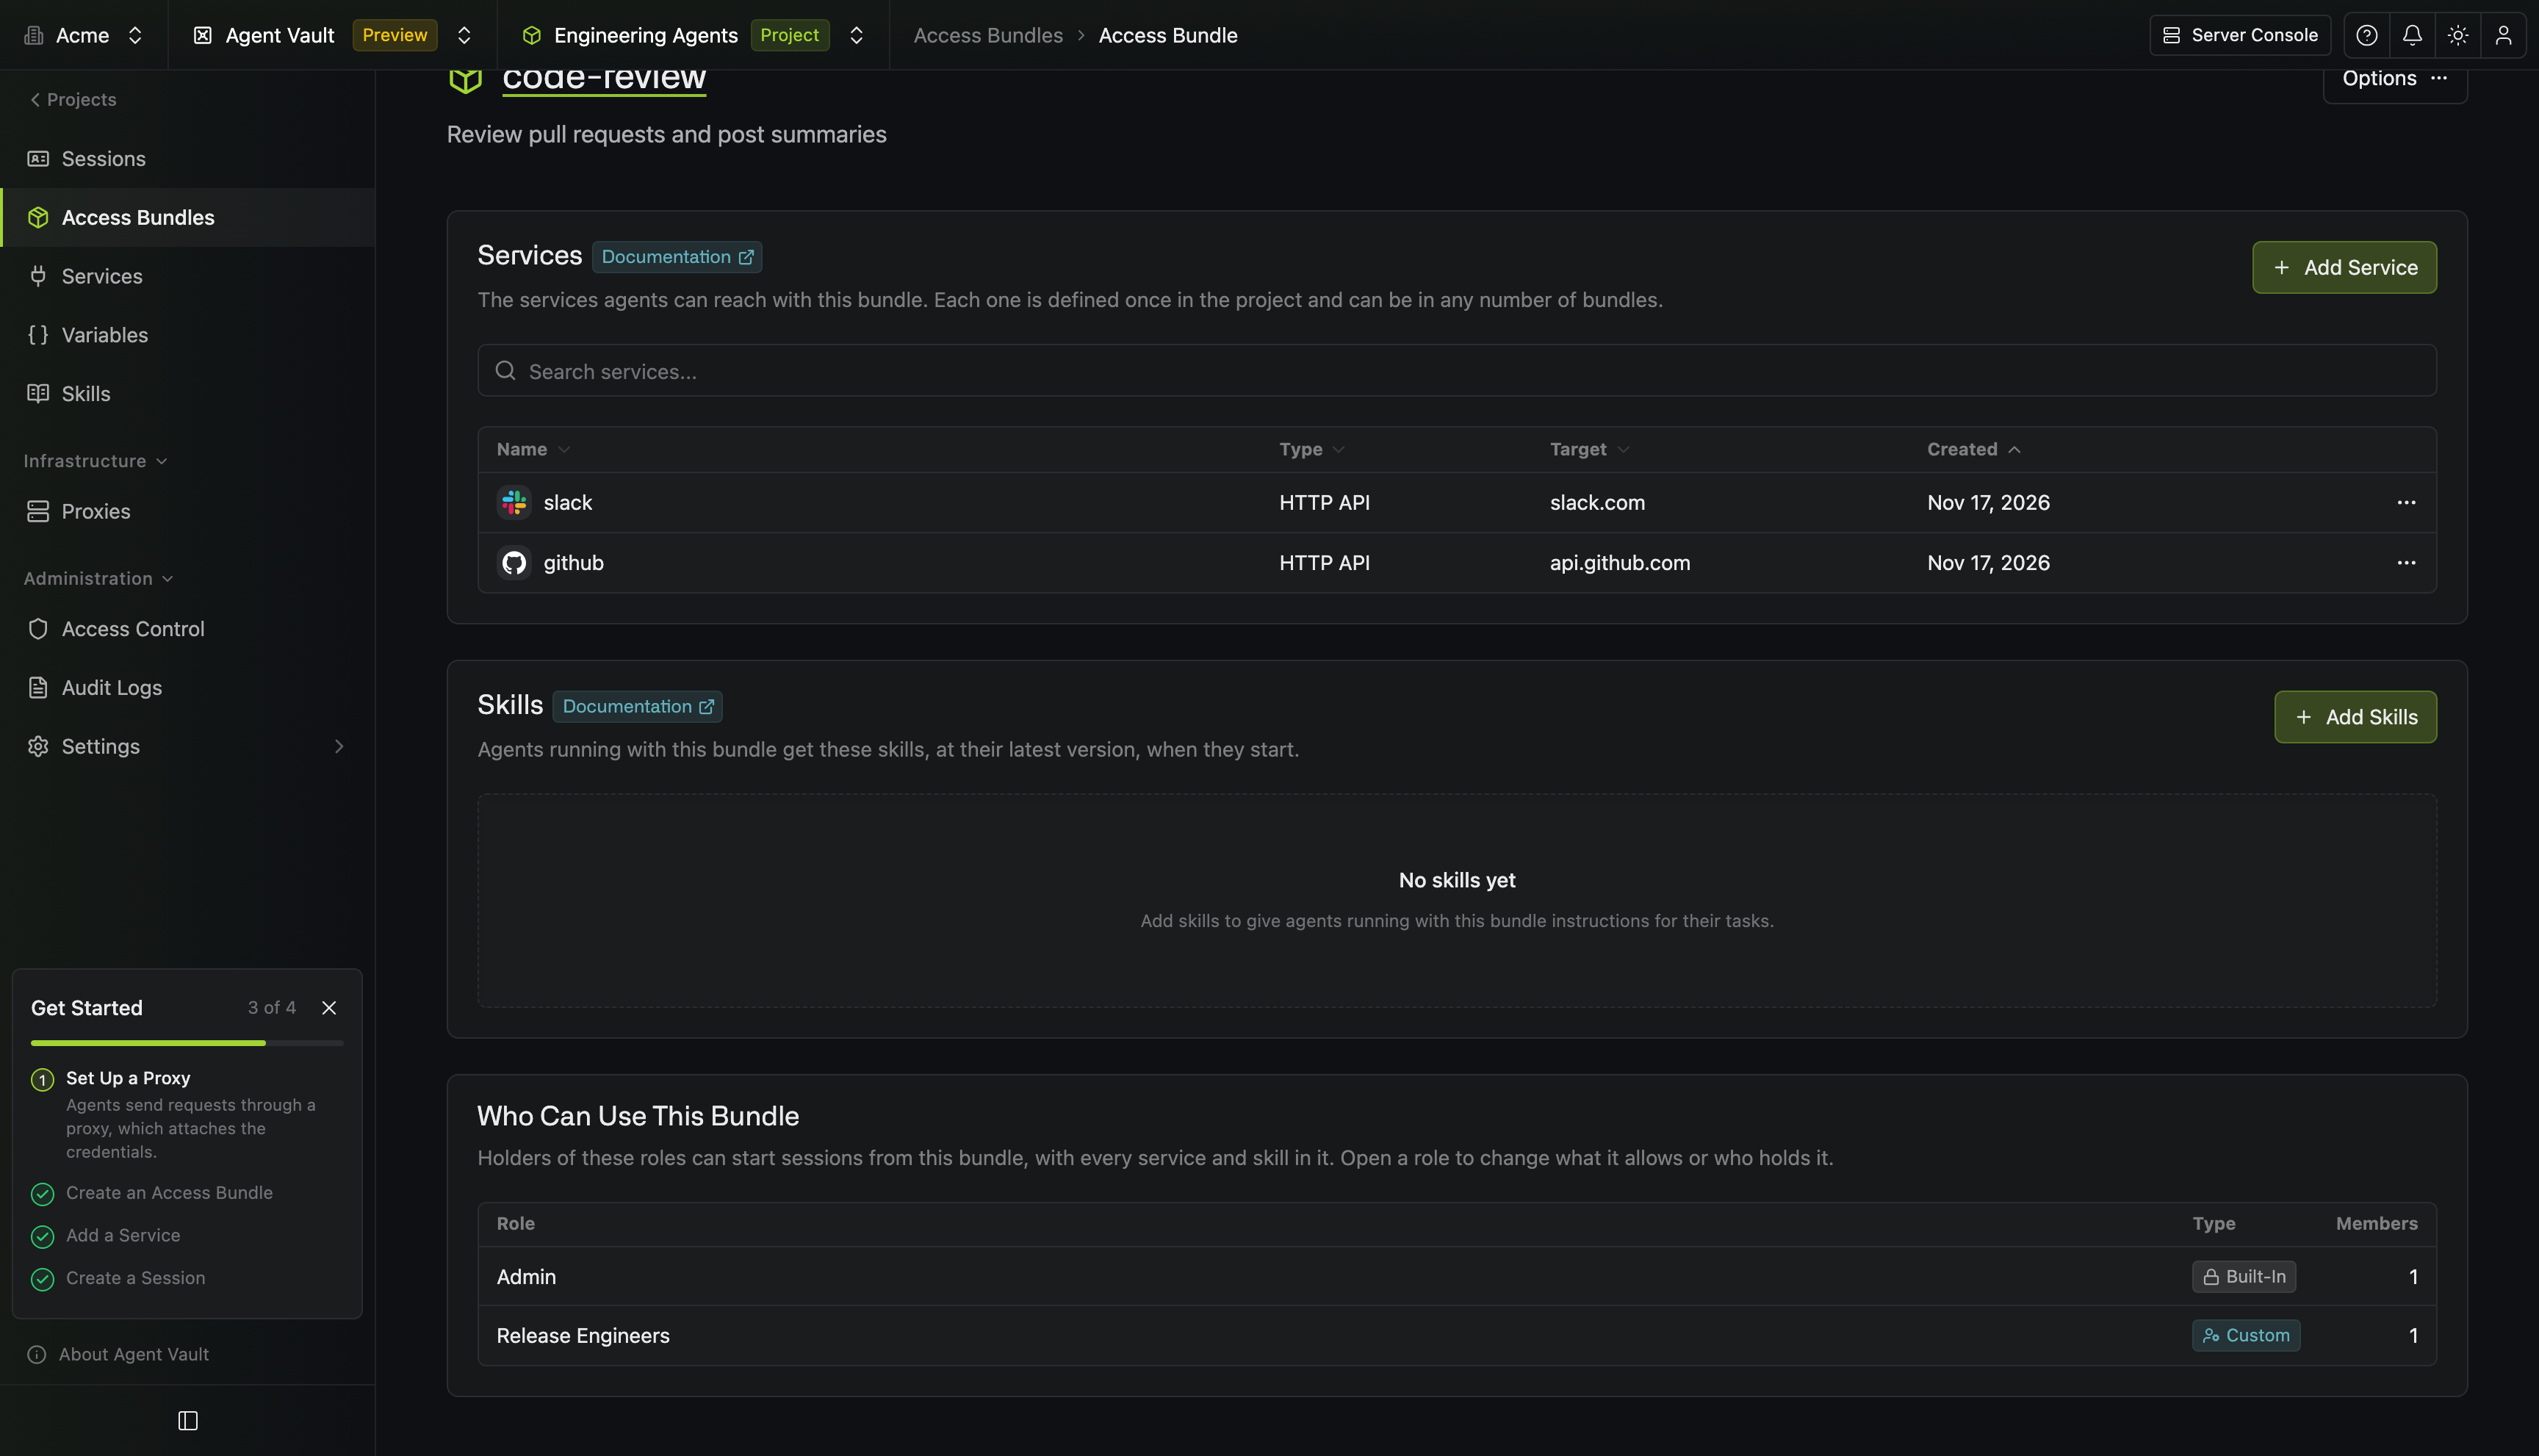 Acme
Agent Vault Preview
Engineering Agents Project
Access Bundles > Access Bundle
Server Console
Projects
Sessions
Access Bundles
Services
Variables
Skills
Infrastructure
Proxies
Administration
Access Control
Audit Logs
Settings
Get Started 3 of 4
1 Set Up a Proxy
Agents send requests through a
proxy, which attaches the
credentials.
Create an Access Bundle
Add a Service
Create a Session
About Agent Vault
code-review
Options ...
Review pull requests and post summaries
Services Documentation
+ Add Service
The services agents can reach with this bundle. Each one is defined once in the project and can be in any number of bundles.
Search services...
Name Type Target Created
slack HTTP API slack.com Nov 17, 2026 ...
github HTTP API api.github.com Nov 17, 2026 ...
Skills Documentation
+ Add Skills
Agents running with this bundle get these skills, at their latest version, when they start.
No skills yet
Add skills to give agents running with this bundle instructions for their tasks.
Who Can Use This Bundle
Holders of these roles can start sessions from this bundle, with every service and skill in it. Open a role to change what it allows or who holds it.
Role Type Members
Admin Built-In 1
Release Engineers Custom 1